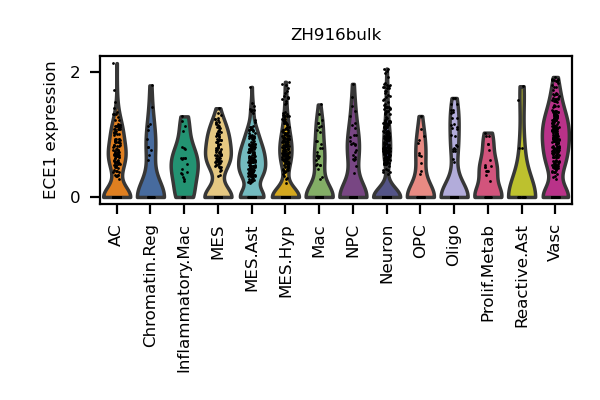 ZH916bulk
ECE1 expression
2
0
AC
Chromatin.Reg
Inflammatory.Mac
MES
MES.Ast
MES.Hyp
Mac
NPC
Neuron
OPC
Oligo
Prolif.Metab
Reactive.Ast
Vasc